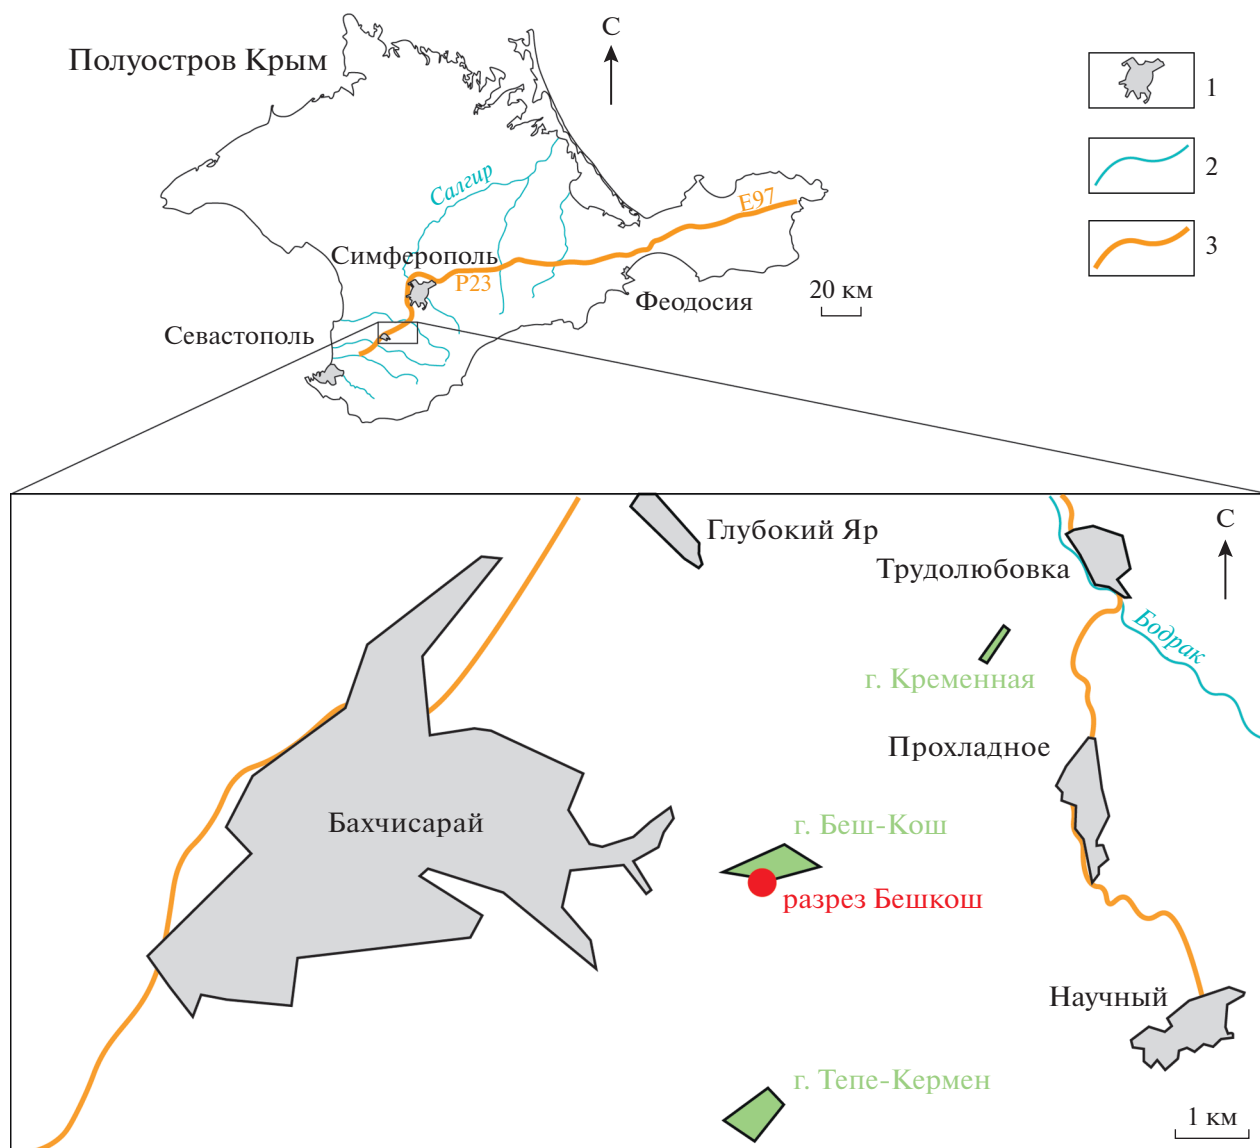 С
Полуостров Крым
1
2
3
Салгир
E97
Симферополь
P23
20 км
Феодосия
Севастополь
Глубокий Яр
С
Трудолюбовка
Бодрак
г. Кременная
Прохладное
Бахчисарай
г. Беш-Кош
разрез Бешкош
Научный
г. Тепе-Кермен
1 км